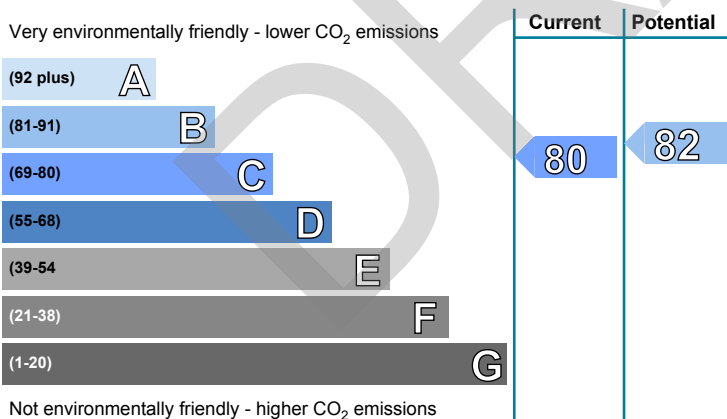 Current Potential
Very environmentally friendly - lower CO2 emissions
(92 plus) A
(81-91) B
(69-80) C 80 82
(55-68) D
(39-54 E
(21-38) F
(1-20) G
Not environmentally friendly - higher CO2 emissions